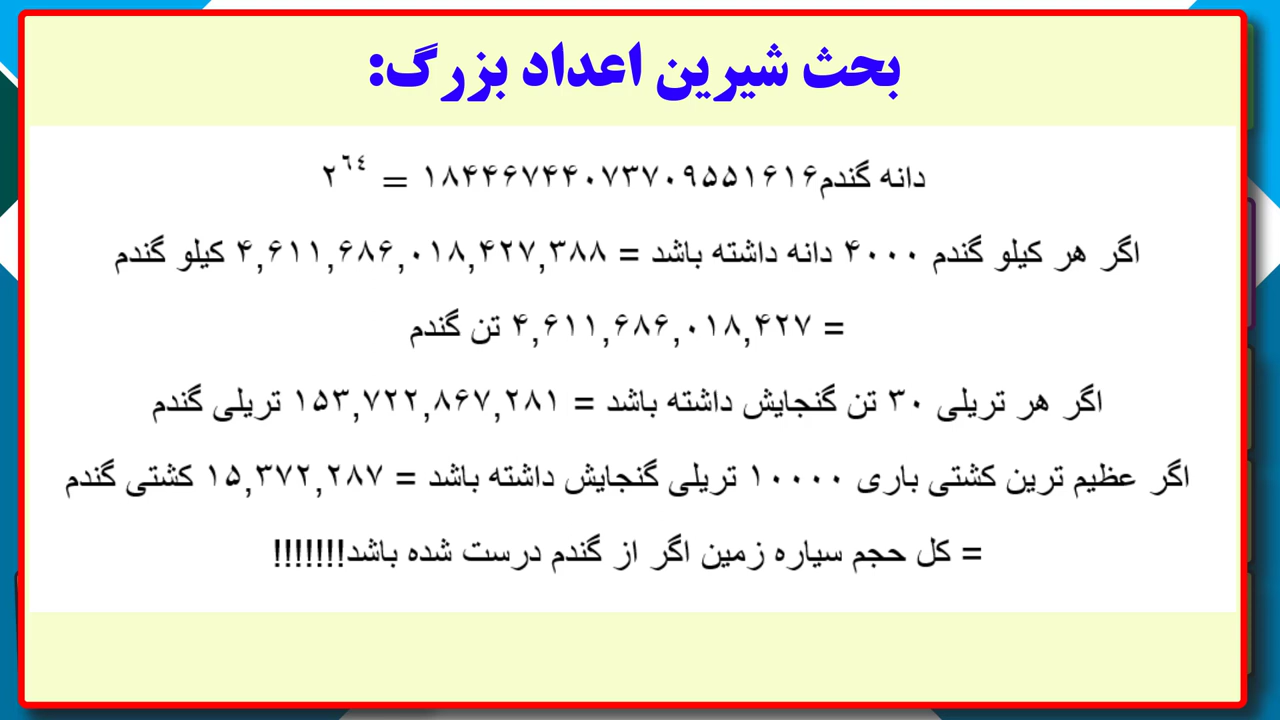 بحث شیرین اعداد بزرگ:
دانه گندم۱۸۴۴۶۷۴۴۰۷۳۷۰۹۵۵۱۶۱۶ = ۲^٦٤
اگر هر کیلو گندم ۴۰۰۰ دانه داشته باشد = ۴,۶۱۱,۶۸۶,۰۱۸,۴۲۷,۳۸۸ کیلو گندم
= ۴,۶۱۱,۶۸۶,۰۱۸,۴۲۷ تن گندم
اگر هر تریلی ۳۰ تن گنجایش داشته باشد = ۱۵۳,۷۲۲,۸۶۷,۲۸۱ تریلی گندم
اگر عظیم ترین کشتی باری ۱۰۰۰۰ تریلی گنجایش داشته باشد = ۱۵,۳۷۲,۲۸۷ کشتی گندم
= کل حجم سیاره زمین اگر از گندم درست شده باشد!!!!!!!